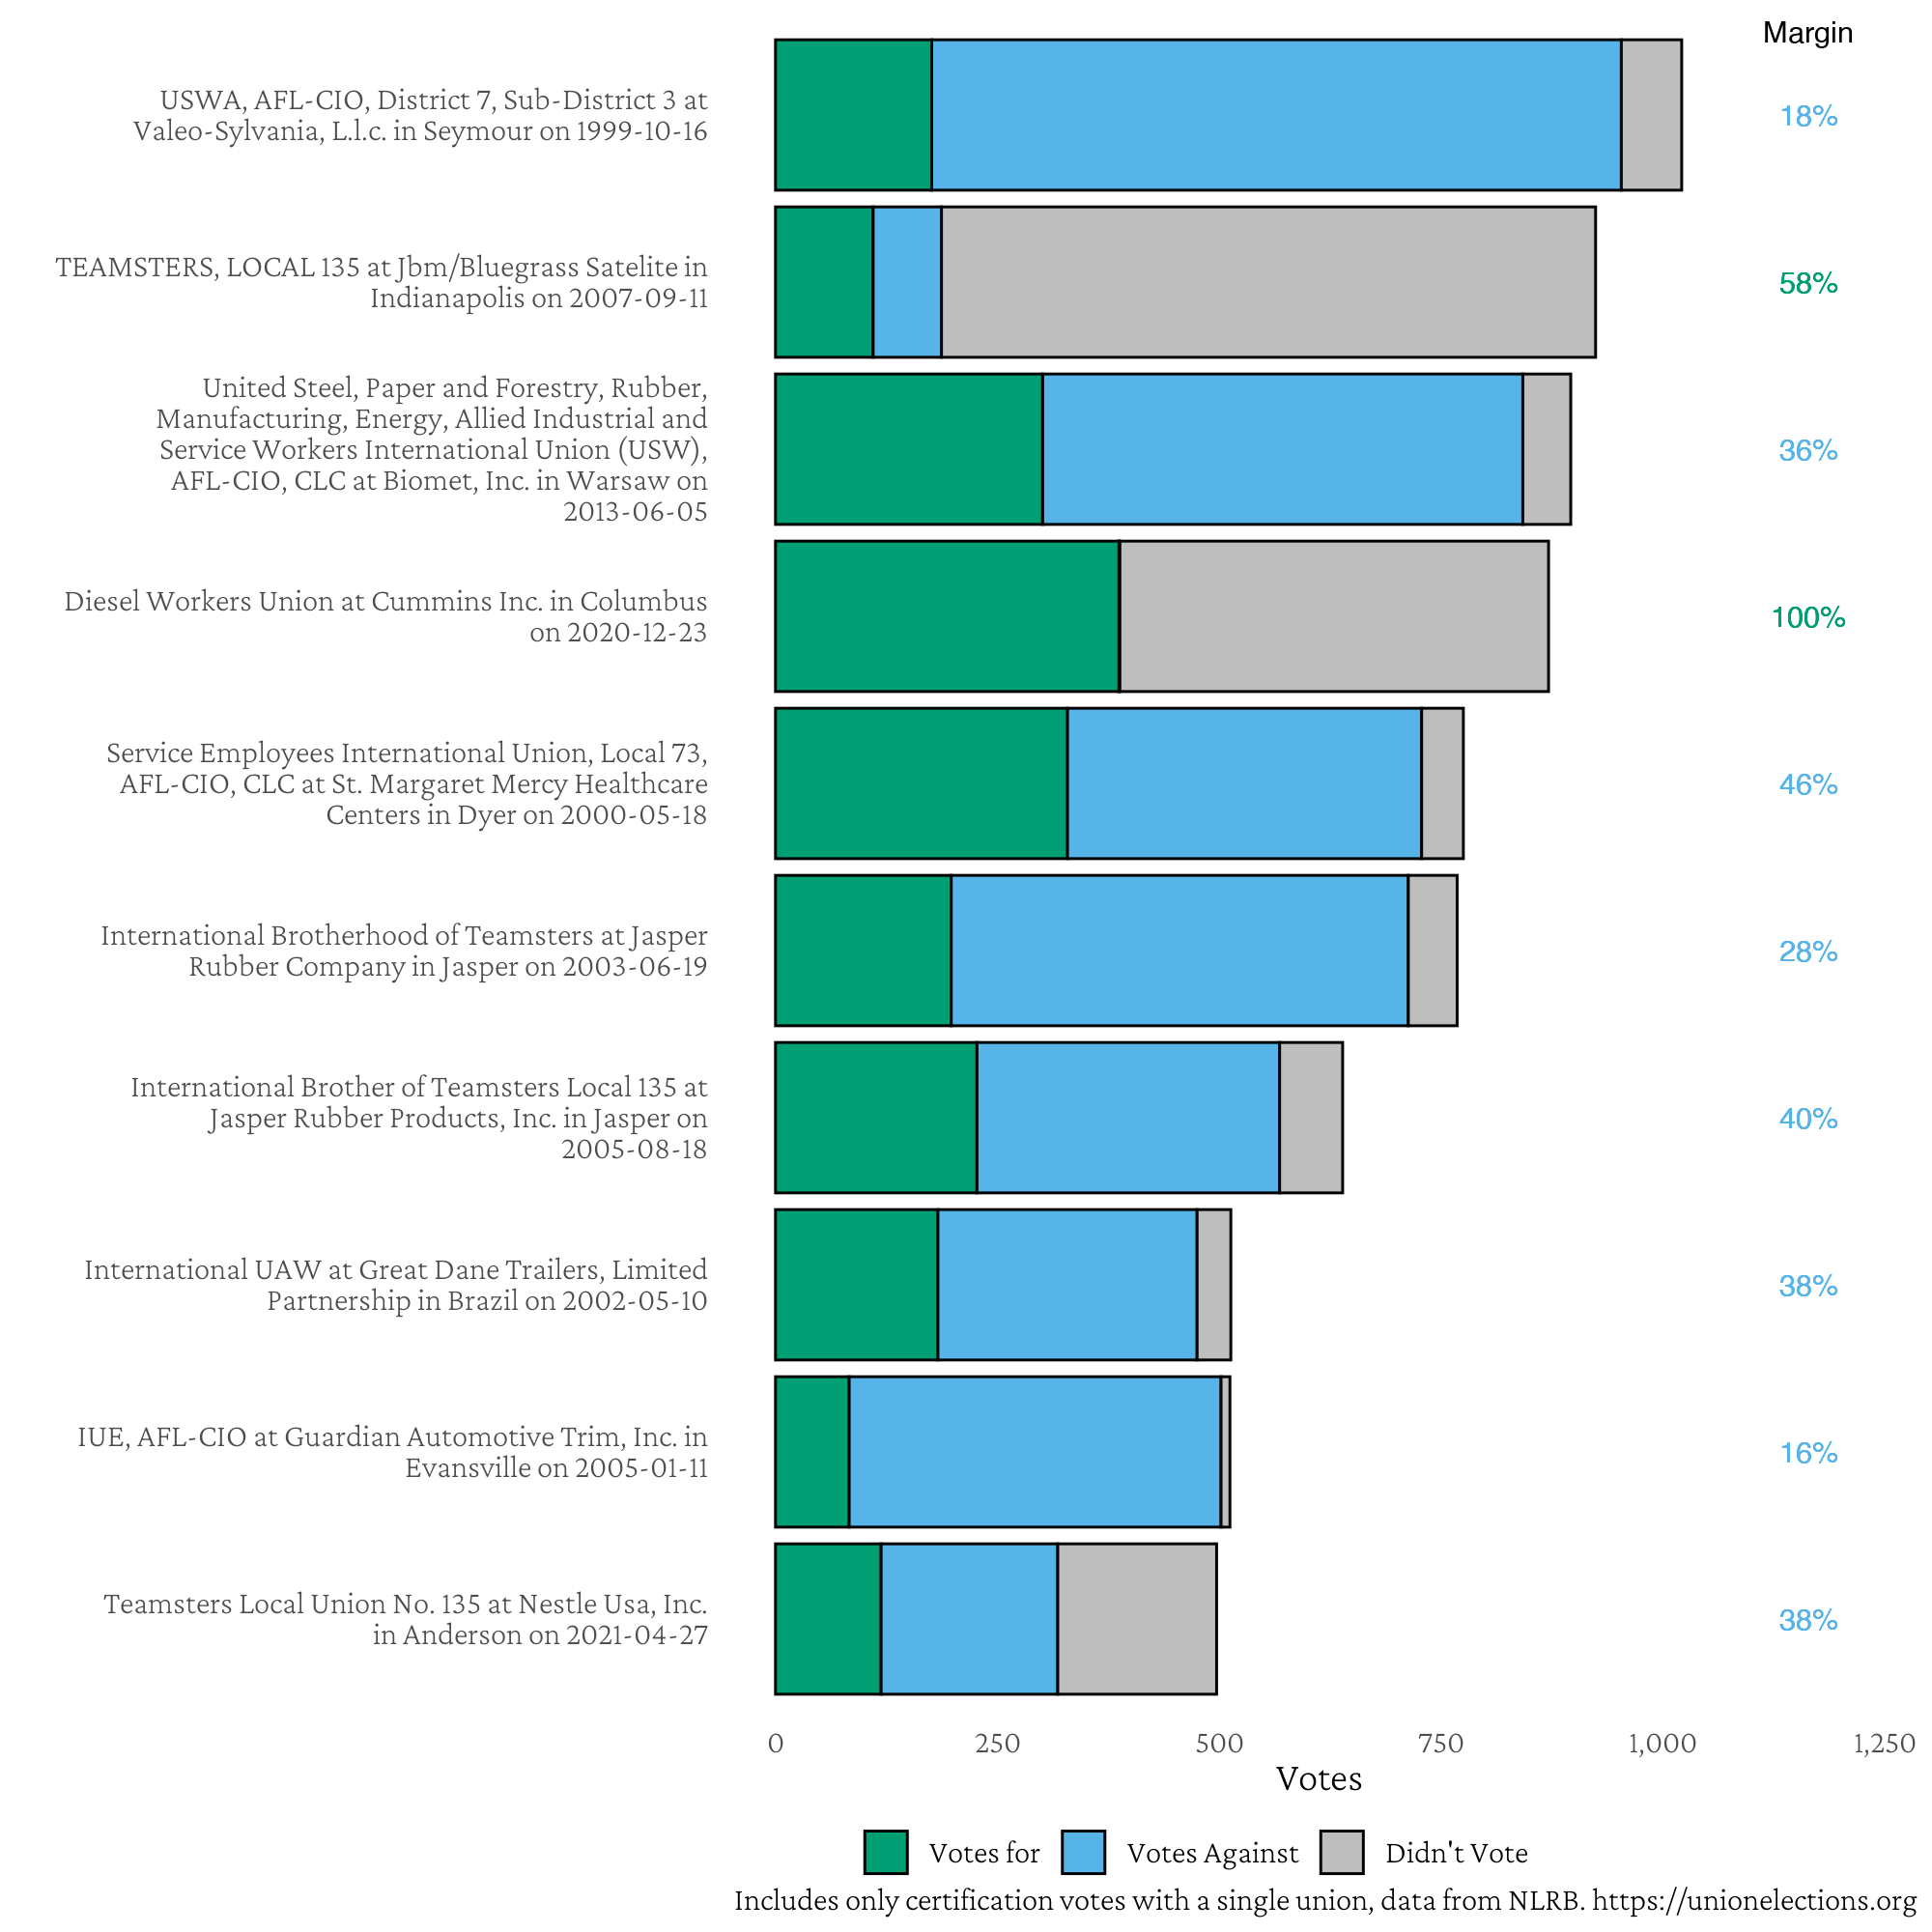 Margin
USWA, AFL-CIO, District 7, Sub-District 3 at
Valeo-Sylvania, L.l.c. in Seymour on 1999-10-16
18%
TEAMSTERS, LOCAL 135 at Jbm/Bluegrass Satelite in
Indianapolis on 2007-09-11
58%
United Steel, Paper and Forestry, Rubber,
Manufacturing, Energy, Allied Industrial and
Service Workers International Union (USW),
AFL-CIO, CLC at Biomet, Inc. in Warsaw on
2013-06-05
36%
Diesel Workers Union at Cummins Inc. in Columbus
on 2020-12-23
100%
Service Employees International Union, Local 73,
AFL-CIO, CLC at St. Margaret Mercy Healthcare
Centers in Dyer on 2000-05-18
46%
International Brotherhood of Teamsters at Jasper
Rubber Company in Jasper on 2003-06-19
28%
International Brother of Teamsters Local 135 at
Jasper Rubber Products, Inc. in Jasper on
2005-08-18
40%
International UAW at Great Dane Trailers, Limited
Partnership in Brazil on 2002-05-10
38%
IUE, AFL-CIO at Guardian Automotive Trim, Inc. in
Evansville on 2005-01-11
16%
Teamsters Local Union No. 135 at Nestle Usa, Inc.
in Anderson on 2021-04-27
38%
0 250 500 750 1,000 1,250
Votes
Votes for Votes Against Didn't Vote
Includes only certification votes with a single union, data from NLRB. https://unionelections.org